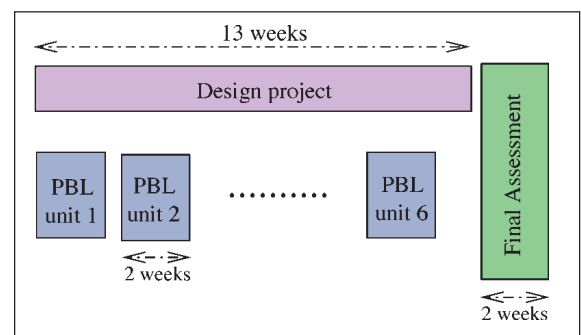 13 weeks
Design project
PBL
unit 1
PBL
unit 2
..........
PBL
unit 6
2 weeks
Final Assessment
2 weeks